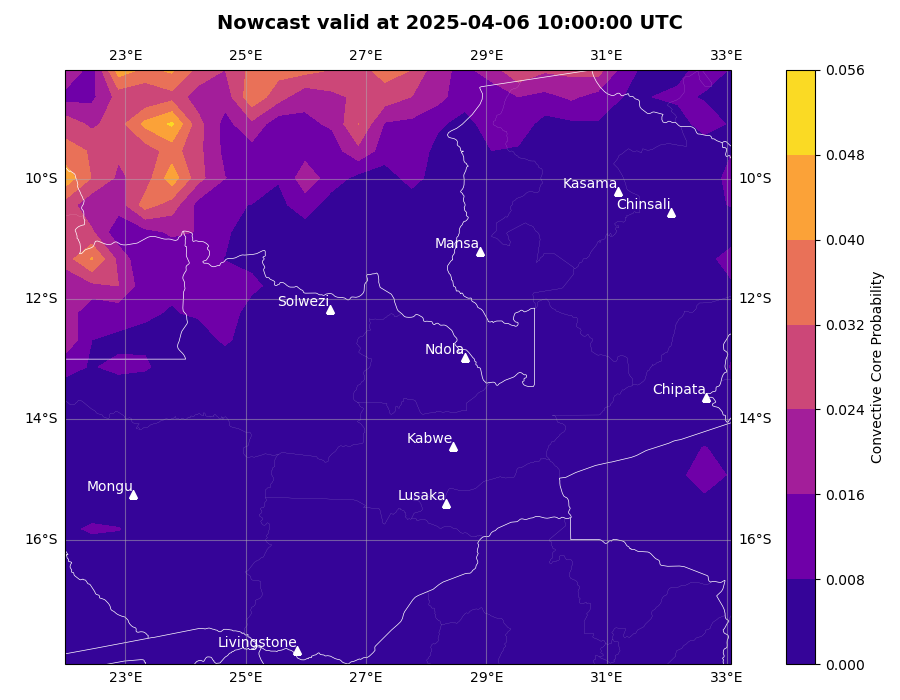 Nowcast valid at 2025-04-06 10:00:00 UTC
23°E 25°E 27°E 29°E 31°E 33°E
0.056
0.048
10°S 10°S
Kasama
Chinsali
0.040
Mansa
12°S 12°S
Solwezi
0.032
Ndola
Chipata
0.024
14°S 14°S
Kabwe
Mongu
Lusaka
0.016
16°S 16°S
0.008
Livingstone
0.000
23°E 25°E 27°E 29°E 31°E 33°E
Convective Core Probability